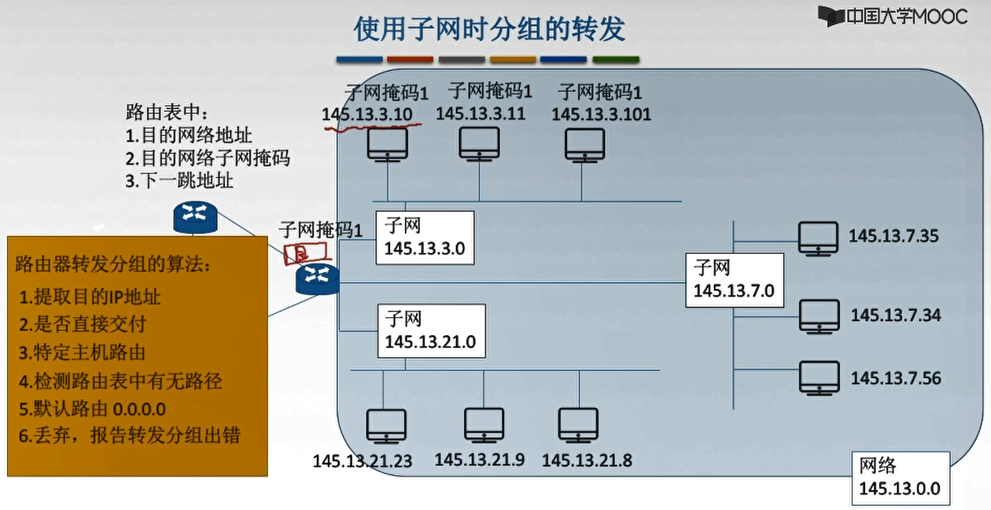 中国大学MOOC
使用子网时分组的转发
路由表中：
1.目的网络地址
2.目的网络子网掩码
3.下一跳地址
子网掩码1
145.13.3.10
子网掩码1
145.13.3.11
子网掩码1
145.13.3.101
子网掩码1
目
子网
145.13.3.0
路由器转发分组的算法：
1.提取目的IP地址
2.是否直接交付
3.特定主机路由
4.检测路由表中有无路径
5.默认路由 0.0.0.0
6.丢弃，报告转发分组出错
子网
145.13.7.0
145.13.7.35
145.13.7.34
145.13.7.56
子网
145.13.21.0
145.13.21.23
145.13.21.9
145.13.21.8
网络
145.13.0.0